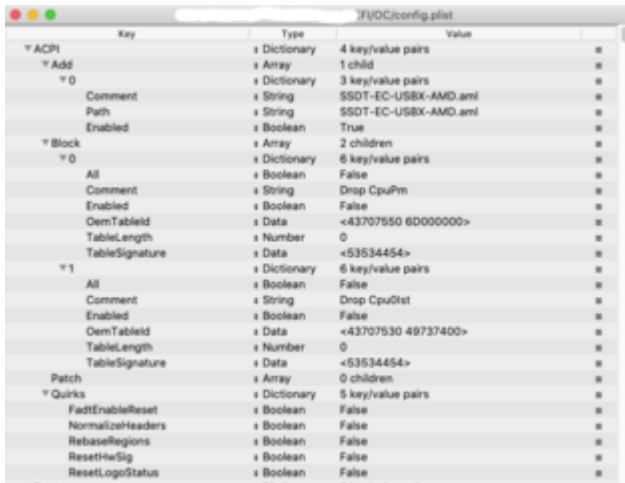 EFI/OC/config.plist
Key Type Value
ACPI Dictionary 4 key/value pairs
Add Array 1 child
0 Dictionary 3 key/value pairs
Comment String SSDT-EC-USBX-AMD.aml
Path String SSDT-EC-USBX-AMD.aml
Enabled Boolean True
Block Array 2 children
0 Dictionary 6 key/value pairs
All Boolean False
Comment String Drop CpuPm
Enabled Boolean False
OemTableId Data <43707550 6D000000>
TableLength Number 0
TableSignature Data <53534454>
1 Dictionary 6 key/value pairs
All Boolean False
Comment String Drop Cpu0Ist
Enabled Boolean False
OemTableId Data <43707530 49737400>
TableLength Number 0
TableSignature Data <53534454>
Patch Array 0 children
Quirks Dictionary 5 key/value pairs
FadtEnableReset Boolean False
NormalizeHeaders Boolean False
RebaseRegions Boolean False
ResetHwSig Boolean False
ResetLogoStatus Boolean False